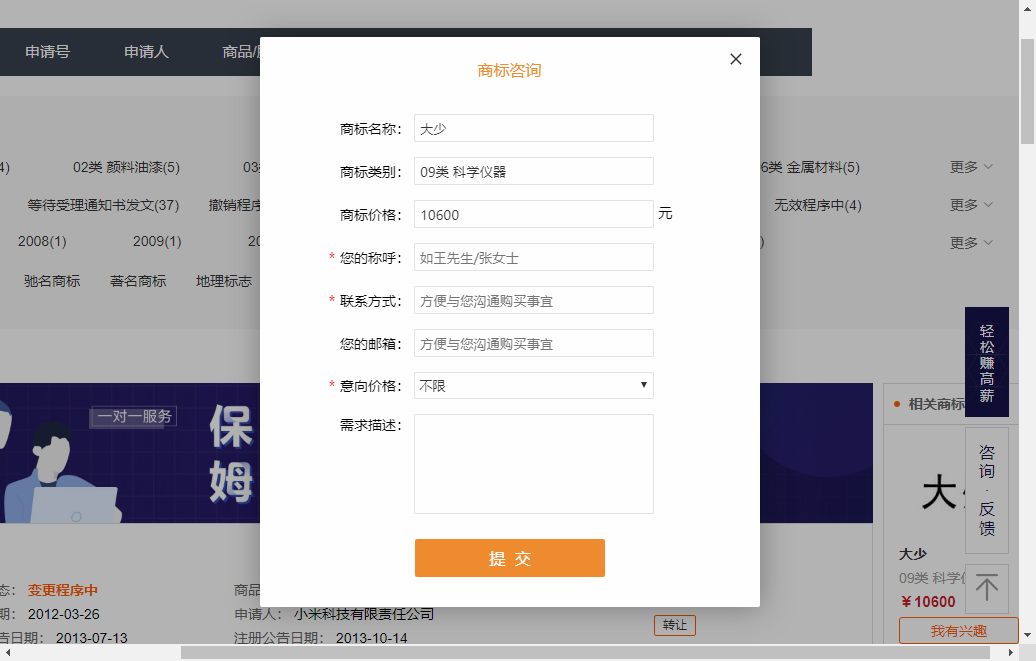 申请号
申请人
商品/
商标咨询
商标名称： 大少
商标类别： 09类 科学仪器
商标价格： 10600 元
* 您的称呼： 如王先生/张女士
* 联系方式： 方便与您沟通购买事宜
您的邮箱： 方便与您沟通购买事宜
* 意向价格： 不限
需求描述：
提 交
4) 02类 颜料油漆(5) 03 6类 金属材料(5) 更多
等待受理通知书发文(37) 撤销程序 无效程序中(4) 更多
2008(1) 2009(1) 20 ) 更多
驰名商标 著名商标 地理标志
轻松赚高薪
一对一服务
保
姆
相关商标
咨询·反馈
大
大少
09类 科学仪
￥10600
我有兴趣
态： 变更程序中 商品
期： 2012-03-26 申请人： 小米科技有限责任公司
告日期： 2013-07-13 注册公告日期： 2013-10-14
转让